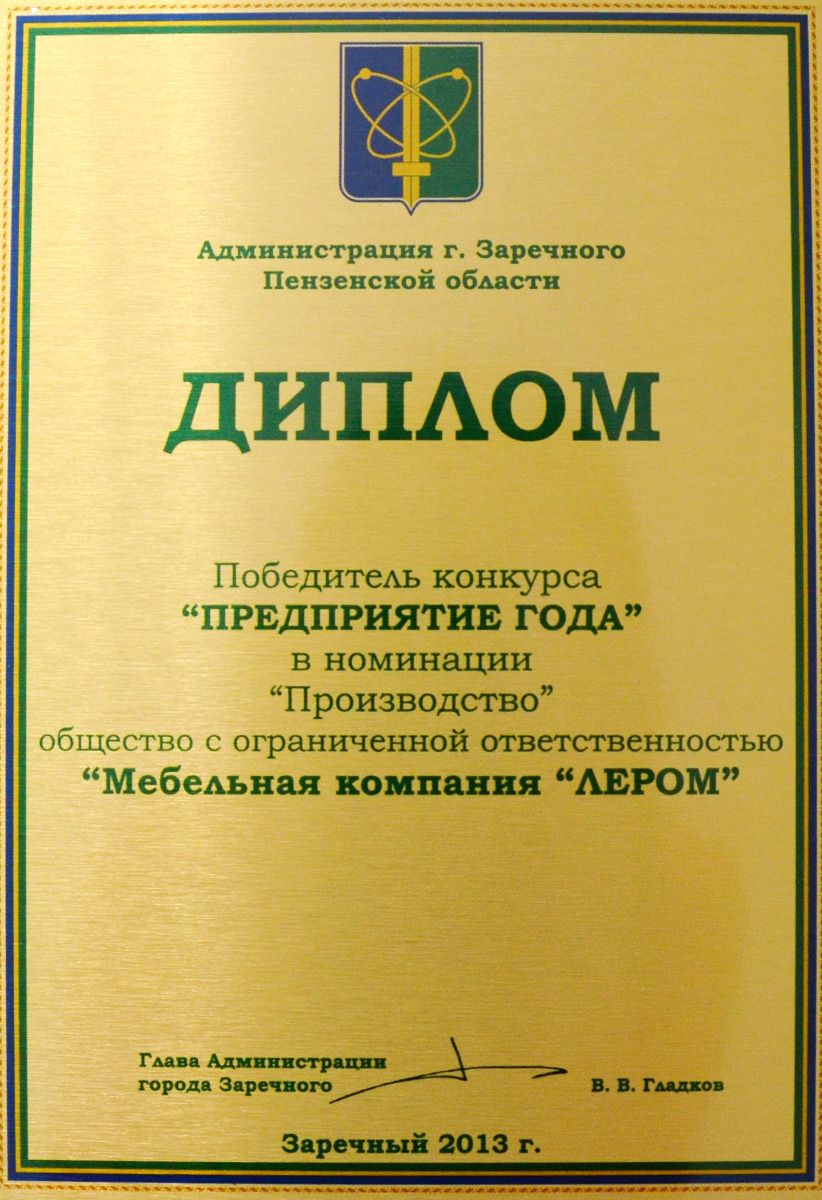 Администрация г. Заречного
Пензенской области
ДИПЛОМ
Победитель конкурса
“ПРЕДПРИЯТИЕ ГОДА”
в номинации
“Производство”
общество с ограниченной ответственностью
“Мебельная компания “ЛЕРОМ”
Глава Администрации
города Заречного
В. В. Гладков
Заречный 2013 г.